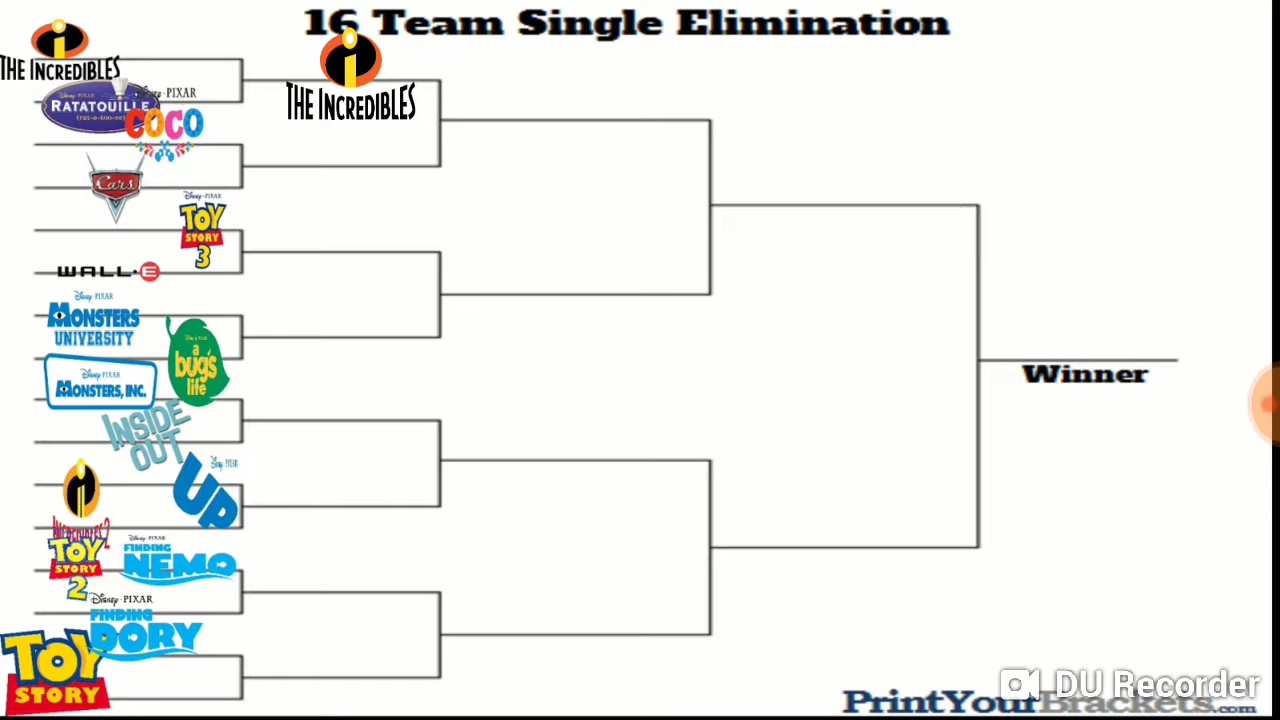 16 Team Single Elimination
THE INCREDIBLES
THE INCREDIBLES
DISNEY·PIXAR
RATATOUILLE
(rat·a·too·ee)
Disney·PIXAR
COCO
Cars
DISNEY·PIXAR
TOY
STORY
3
WALL·E
Disney·PIXAR
MONSTERS
UNIVERSITY
a
bug's
life
Disney·PIXAR
MONSTERS, INC.
INSIDE
OUT
Disney·PIXAR
UP
INCREDIBLES 2
TOY
STORY
2
DISNEY·PIXAR
FINDING
NEMO
DISNEY·PIXAR
FINDING
DORY
TOY
STORY
Winner
DU Recorder
PrintYourBrackets.com